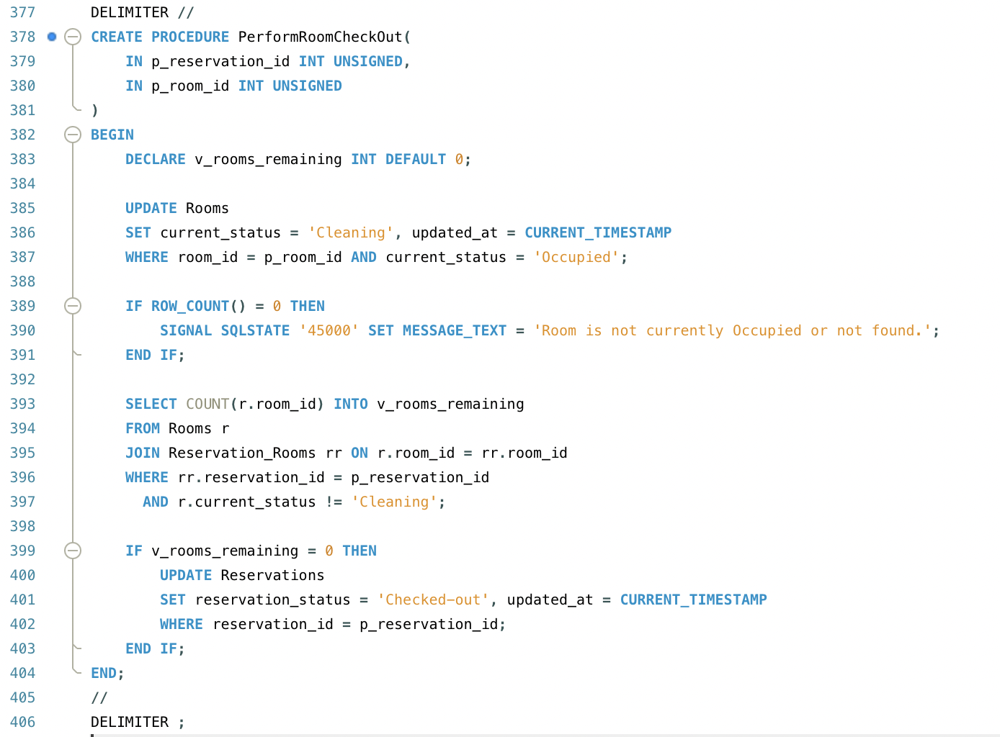 377 DELIMITER //
378 CREATE PROCEDURE PerformRoomCheckOut(
379     IN p_reservation_id INT UNSIGNED,
380     IN p_room_id INT UNSIGNED
381 )
382 BEGIN
383     DECLARE v_rooms_remaining INT DEFAULT 0;
384
385     UPDATE Rooms
386     SET current_status = 'Cleaning', updated_at = CURRENT_TIMESTAMP
387     WHERE room_id = p_room_id AND current_status = 'Occupied';
388
389     IF ROW_COUNT() = 0 THEN
390         SIGNAL SQLSTATE '45000' SET MESSAGE_TEXT = 'Room is not currently Occupied or not found.';
391     END IF;
392
393     SELECT COUNT(r.room_id) INTO v_rooms_remaining
394     FROM Rooms r
395     JOIN Reservation_Rooms rr ON r.room_id = rr.room_id
396     WHERE rr.reservation_id = p_reservation_id
397       AND r.current_status != 'Cleaning';
398
399     IF v_rooms_remaining = 0 THEN
400         UPDATE Reservations
401         SET reservation_status = 'Checked-out', updated_at = CURRENT_TIMESTAMP
402         WHERE reservation_id = p_reservation_id;
403     END IF;
404 END;
405 //
406 DELIMITER ;